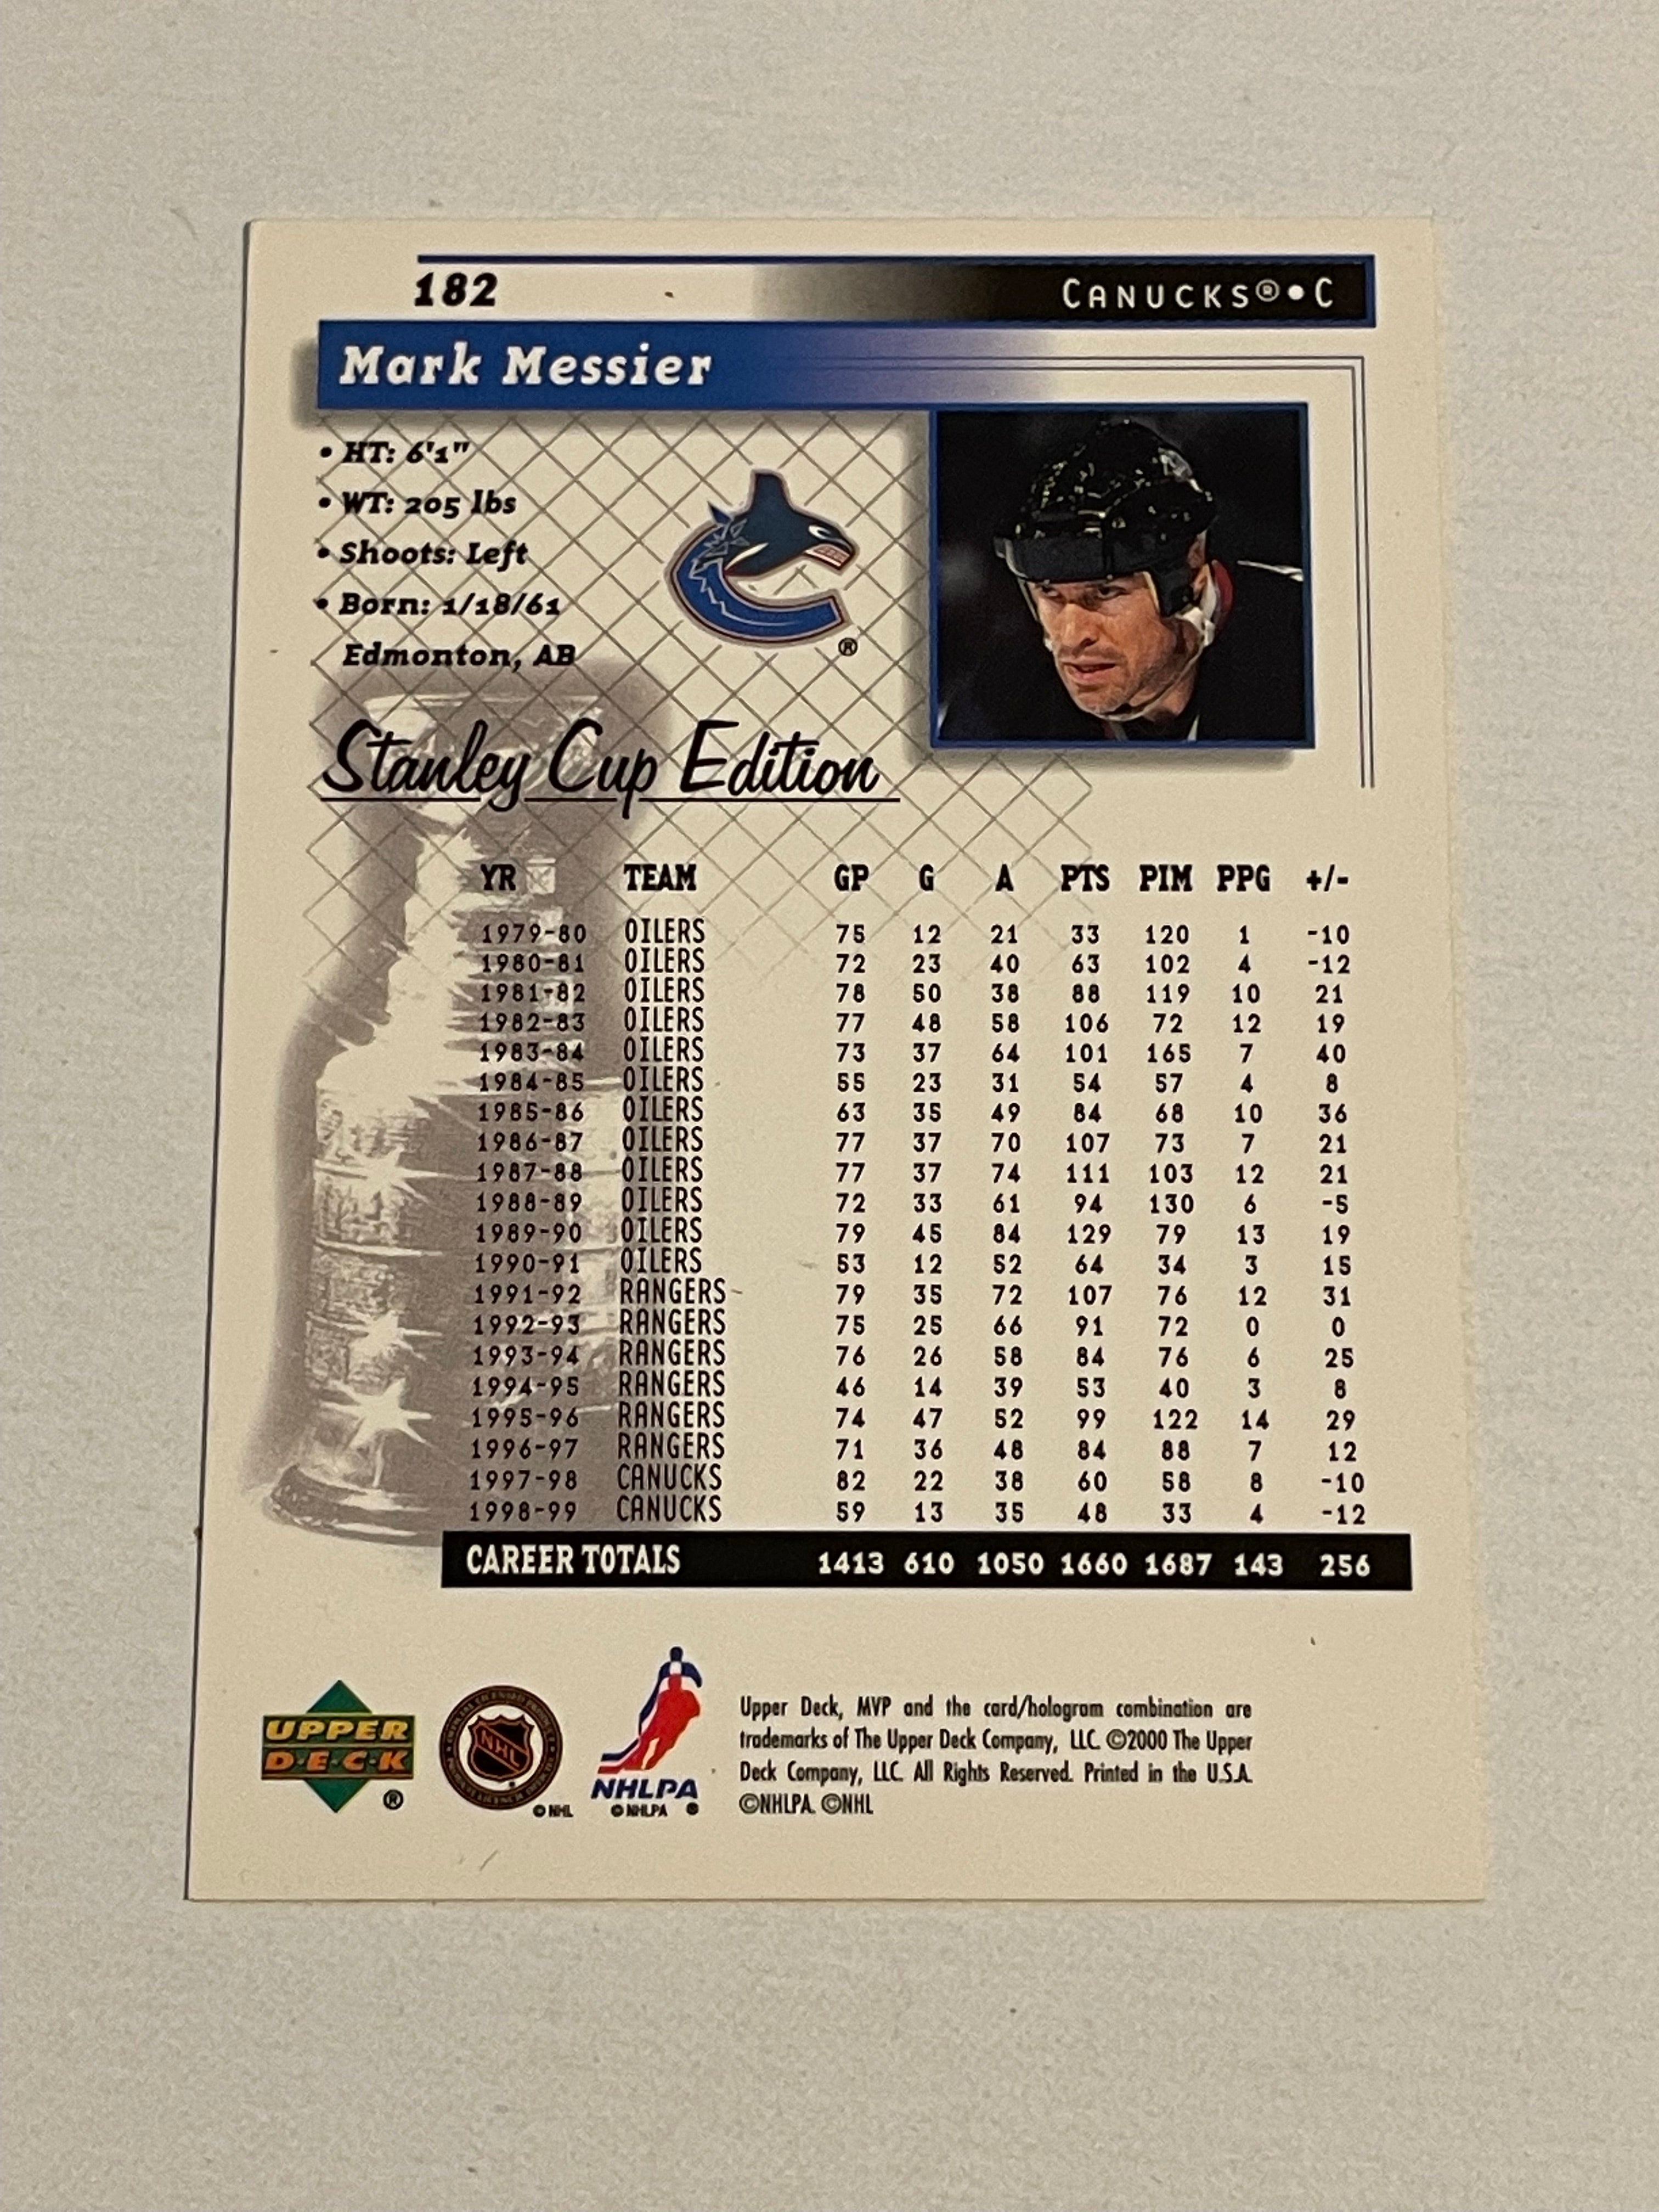 182 CANUCKS®•C
Mark Messier
• HT: 6'1"
• WT: 205 lbs
• Shoots: Left
• Born: 1/18/61
Edmonton, AB
®
Stanley Cup Edition
YR TEAM GP G A PTS PIM PPG +/-
1979-80 OILERS 75 12 21 33 120 1 -10
1980-81 OILERS 72 23 40 63 102 4 -12
1981-82 OILERS 78 50 38 88 119 10 21
1982-83 OILERS 77 48 58 106 72 12 19
1983-84 OILERS 73 37 64 101 165 7 40
1984-85 OILERS 55 23 31 54 57 4 8
1985-86 OILERS 63 35 49 84 68 10 36
1986-87 OILERS 77 37 70 107 73 7 21
1987-88 OILERS 77 37 74 111 103 12 21
1988-89 OILERS 72 33 61 94 130 6 -5
1989-90 OILERS 79 45 84 129 79 13 19
1990-91 OILERS 53 12 52 64 34 3 15
1991-92 RANGERS 79 35 72 107 76 12 31
1992-93 RANGERS 75 25 66 91 72 0 0
1993-94 RANGERS 76 26 58 84 76 6 25
1994-95 RANGERS 46 14 39 53 40 3 8
1995-96 RANGERS 74 47 52 99 122 14 29
1996-97 RANGERS 71 36 48 84 88 7 12
1997-98 CANUCKS 82 22 38 60 58 8 -10
1998-99 CANUCKS 59 13 35 48 33 4 -12
CAREER TOTALS 1413 610 1050 1660 1687 143 256
UPPER
D·E·C·K
®
NHL
© NHL
NHLPA
© NHLPA ®
Upper Deck, MVP and the card/hologram combination are
trademarks of The Upper Deck Company, LLC. ©2000 The Upper
Deck Company, LLC. All Rights Reserved. Printed in the U.S.A.
©NHLPA. ©NHL